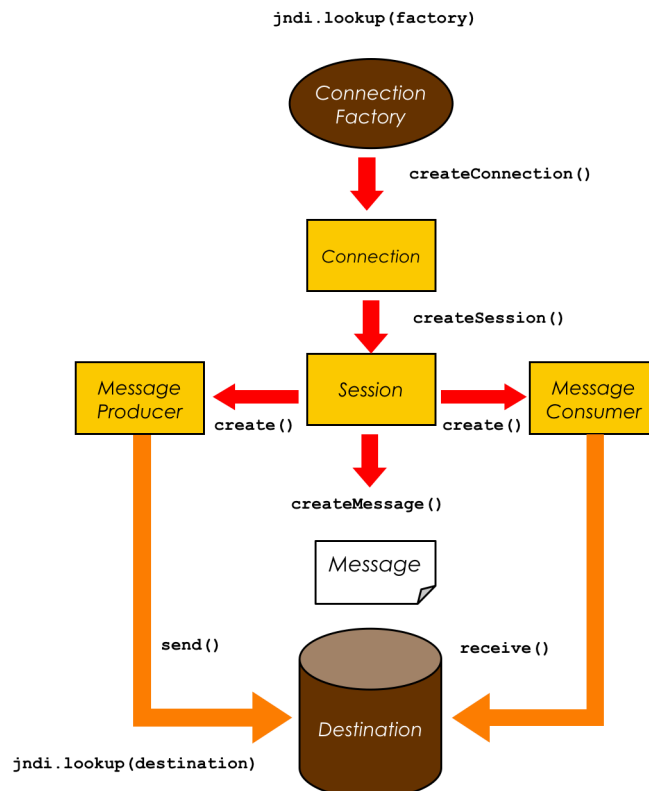 jndi.lookup(factory)
Connection
Factory
createConnection()
Connection
createSession()
Message
Producer
Session
Message
Consumer
create()
create()
createMessage()
Message
send()
receive()
Destination
jndi.lookup(destination)